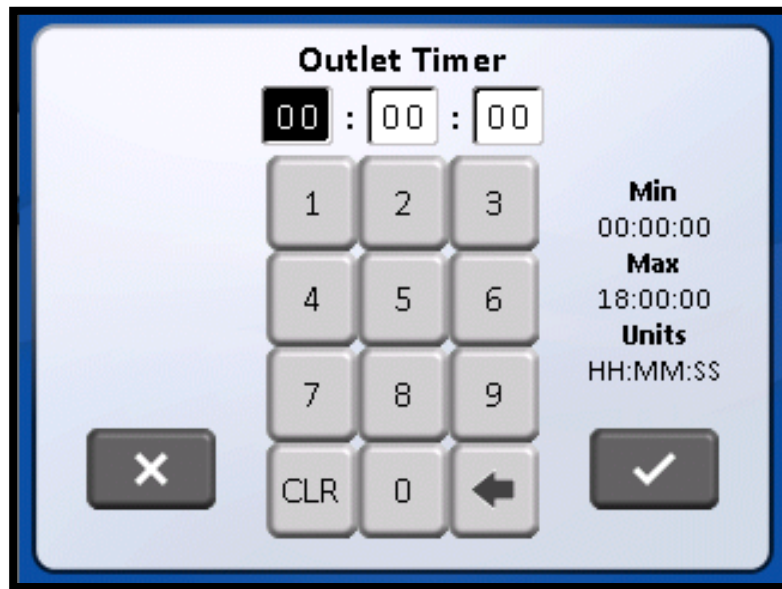 Outlet Timer
00 : 00 : 00
1 2 3
4 5 6
7 8 9
CLR 0
Min
00:00:00
Max
18:00:00
Units
HH:MM:SS